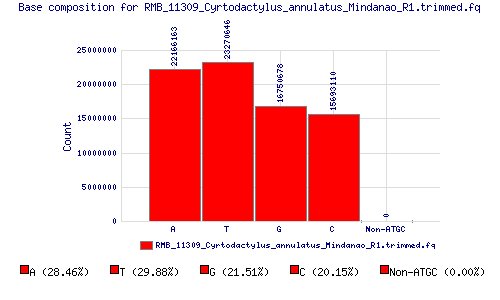 Base composition for RMB_11309_Cyrtodactylus_annulatus_Mindanao_R1.trimmed.fq
25000000
20000000
15000000
10000000
5000000
0
Count
22166163
23270646
16750678
15693110
0
A T G C Non-ATGC
RMB_11309_Cyrtodactylus_annulatus_Mindanao_R1.trimmed.fq
A (28.46%) T (29.88%) G (21.51%) C (20.15%) Non-ATGC (0.00%)